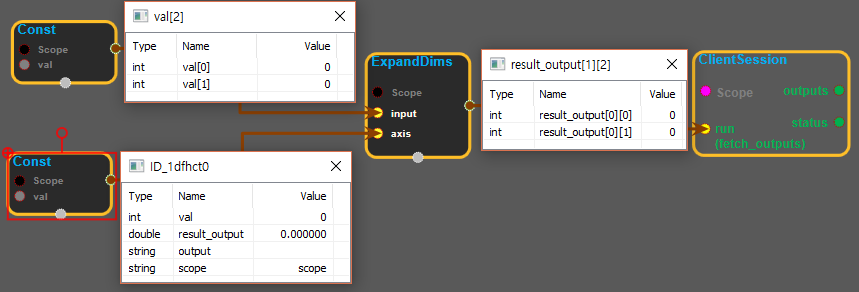 Const
Scope
val
val[2]
Type Name Value
int val[0] 0
int val[1] 0
ExpandDims
Scope
input
axis
result_output[1][2]
Type Name Value
int result_output[0][0] 0
int result_output[0][1] 0
ClientSession
Scope
outputs
status
run
(fetch_outputs)
Const
Scope
val
ID_1dfhct0
Type Name Value
int val 0
double result_output 0.000000
string output
string scope scope